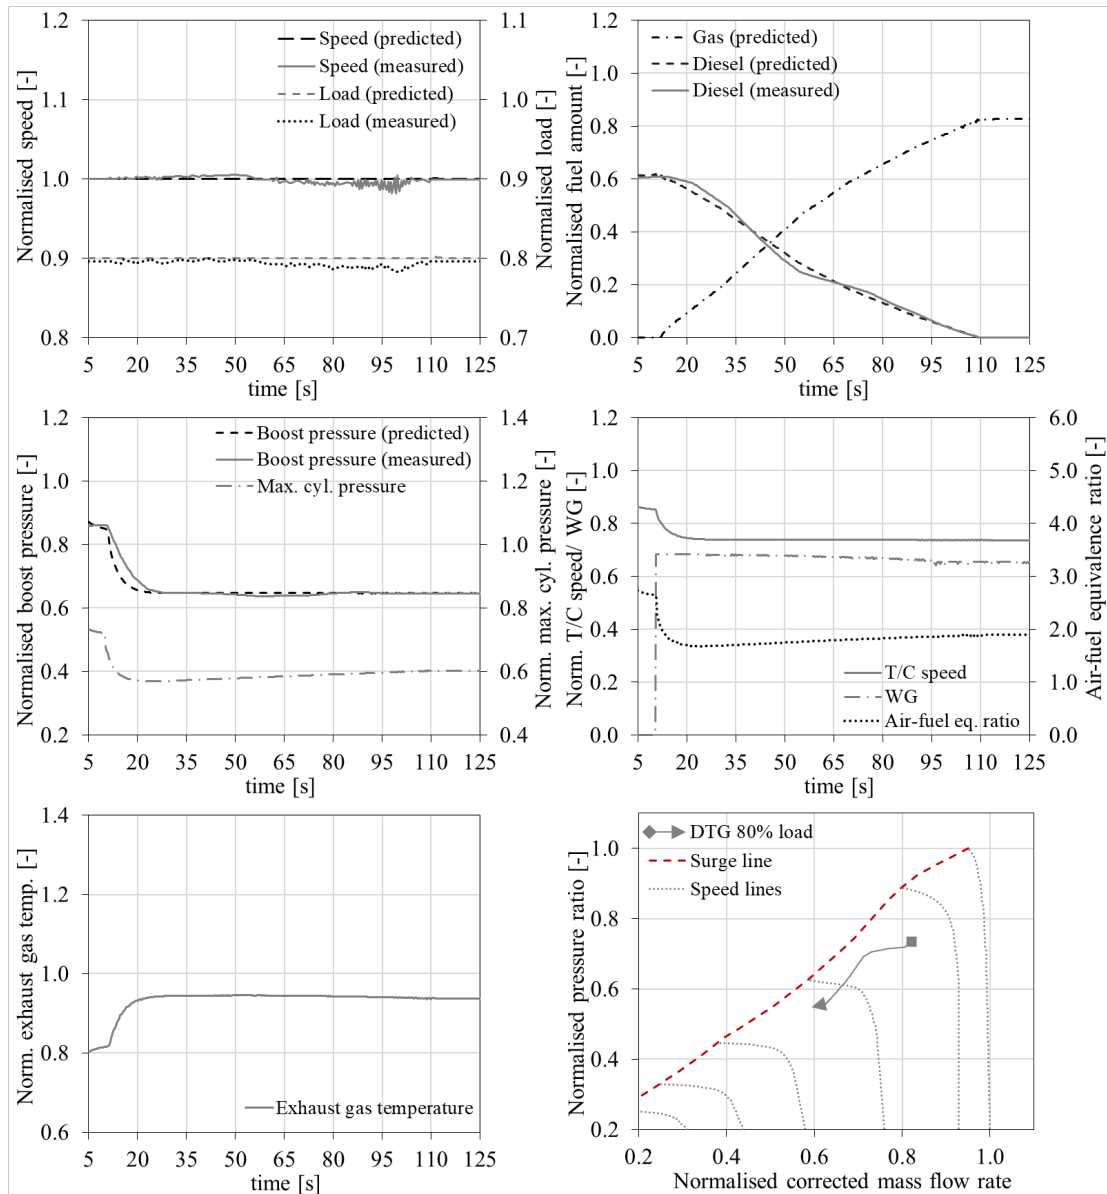 1.2
1.1
1.0
0.9
0.8
1.1
1.0
0.9
0.8
0.7
Normalised speed [-]
Normalised load [-]
Speed (predicted)
Speed (measured)
Load (predicted)
Load (measured)
5 20 35 50 65 80 95 110 125
time [s]
1.2
1.0
0.8
0.6
0.4
0.2
0.0
Normalised fuel amount [-]
Gas (predicted)
Diesel (predicted)
Diesel (measured)
5 20 35 50 65 80 95 110 125
time [s]
1.2
1.0
0.8
0.6
0.4
0.2
1.4
1.2
1.0
0.8
0.6
0.4
Normalised boost pressure [-]
Norm. max. cyl. pressure [-]
Boost pressure (predicted)
Boost pressure (measured)
Max. cyl. pressure
5 20 35 50 65 80 95 110 125
time [s]
1.2
1.0
0.8
0.6
0.4
0.2
0.0
6.0
5.0
4.0
3.0
2.0
1.0
0.0
Norm. T/C speed/ WG [-]
Air-fuel equivalence ratio [-]
T/C speed
WG
Air-fuel eq. ratio
5 20 35 50 65 80 95 110 125
time [s]
1.4
1.2
1.0
0.8
0.6
Norm. exhaust gas temp. [-]
Exhaust gas temperature
5 20 35 50 65 80 95 110 125
time [s]
1.0
0.8
0.6
0.4
0.2
Normalised pressure ratio [-]
DTG 80% load
Surge line
Speed lines
0.2 0.4 0.6 0.8 1.0
Normalised corrected mass flow rate